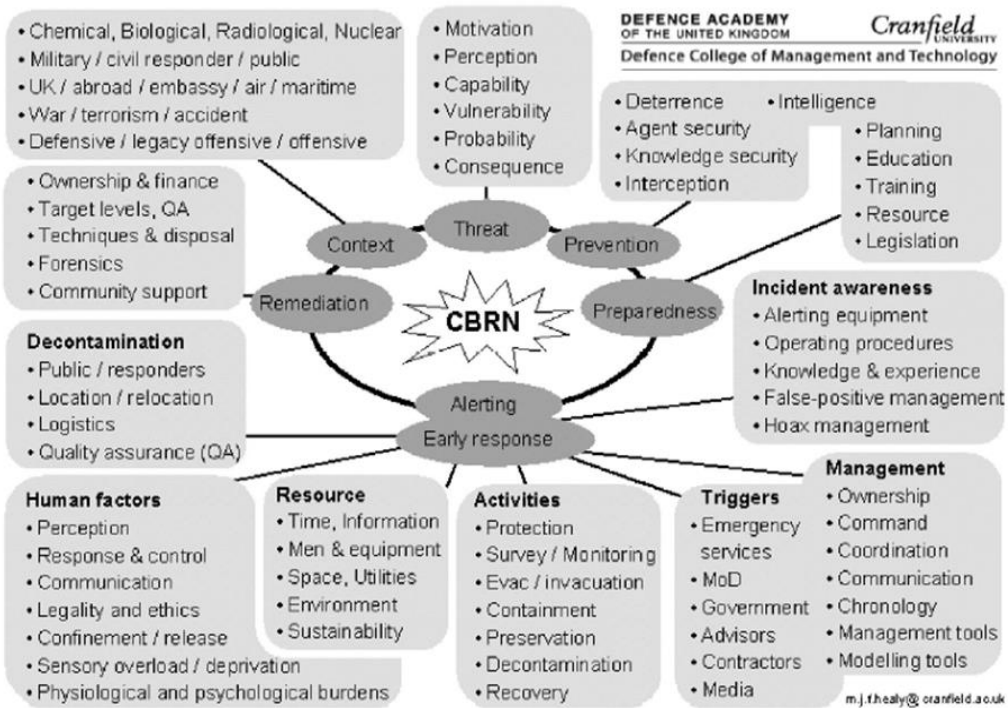 • Chemical, Biological, Radiological, Nuclear
• Military / civil responder / public
• UK / abroad / embassy / air / maritime
• War / terrorism / accident
• Defensive / legacy offensive / offensive
• Motivation
• Perception
• Capability
• Vulnerability
• Probability
• Consequence
DEFENCE ACADEMY
OF THE UNITED KINGDOM
Cranfield
UNIVERSITY
Defence College of Management and Technology
• Deterrence
• Agent security
• Knowledge security
• Interception
• Intelligence
• Planning
• Education
• Training
• Resource
• Legislation
• Ownership & finance
• Target levels, QA
• Techniques & disposal
• Forensics
• Community support
Context
Threat
Prevention
Remediation
CBRN
Preparedness
Alerting
Early response
Incident awareness
• Alerting equipment
• Operating procedures
• Knowledge & experience
• False-positive management
• Hoax management
Decontamination
• Public / responders
• Location / relocation
• Logistics
• Quality assurance (QA)
Human factors
• Perception
• Response & control
• Communication
• Legality and ethics
• Confinement / release
• Sensory overload / deprivation
• Physiological and psychological burdens
Resource
• Time, Information
• Men & equipment
• Space, Utilities
• Environment
• Sustainability
Activities
• Protection
• Survey / Monitoring
• Evac / invacuation
• Containment
• Preservation
• Decontamination
• Recovery
Triggers
• Emergency
services
• MoD
• Government
• Advisors
• Contractors
• Media
Management
• Ownership
• Command
• Coordination
• Communication
• Chronology
• Management tools
• Modelling tools
m.j.f.healy@cranfield.ac.uk